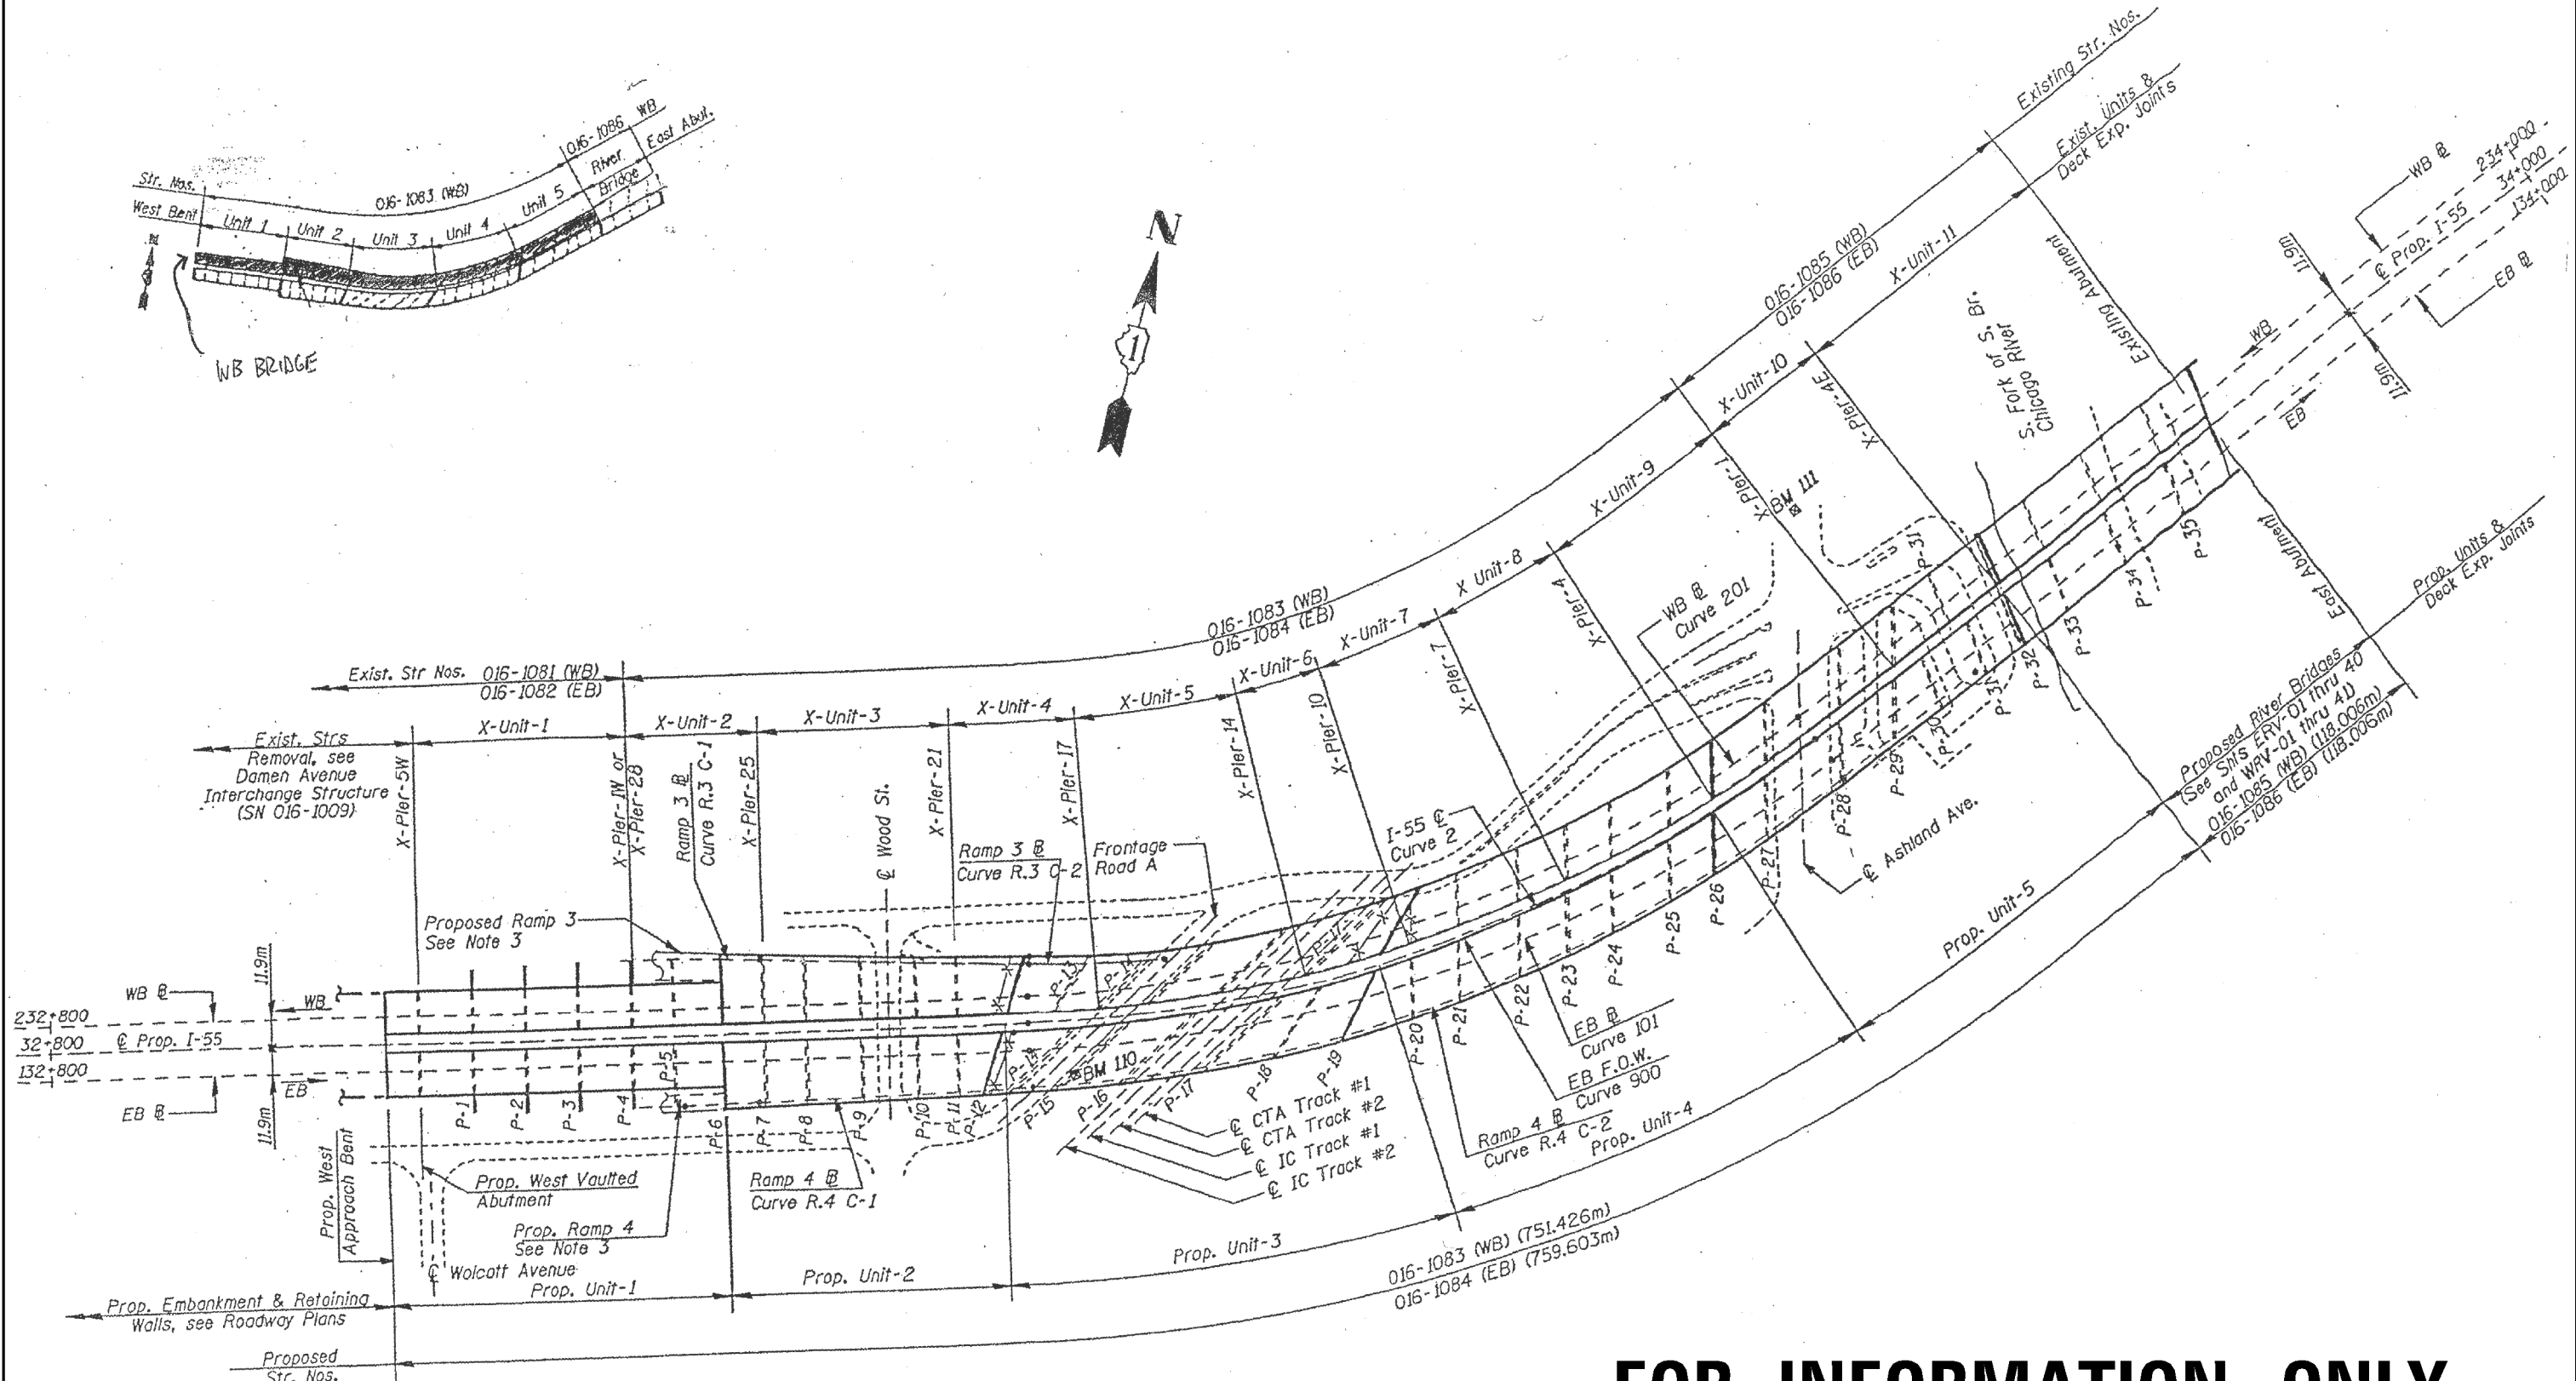 016-1086 WB
Str. Nos.
016-1083 (WB)
River
Bridge
East Abut.
West Bent
Unit 1
Unit 2
Unit 3
Unit 4
Unit 5
WB BRIDGE
N
1
Existing Str. Nos.
Exist. Units &
Deck Exp. Joints
016-1085 (WB)
016-1086 (EB)
X-Unit-11
X-Unit-10
X-Unit-9
X Unit-8
X-Unit-7
X-Unit-6
X-Unit-5
X-Unit-4
X-Unit-3
X-Unit-2
X-Unit-1
016-1083 (WB)
016-1084 (EB)
Exist. Str Nos. 016-1081 (WB)
016-1082 (EB)
Exist. Strs
Removal, see
Damen Avenue
Interchange Structure
(SN 016-1009)
X-Pier-5W
X-Pier-1W or
X-Pier-28
X-Pier-25
X-Pier-21
X-Pier-17
X-Pier-14
X-Pier-10
X-Pier-7
X-Pier-4
X-Pier-1
X-Pier-4E
Existing Abutment
S. Fork of S. Br.
Chicago River
BM 111
WB ℄
234+000
34+000
134+000
℄ Prop. I-55
EB ℄
11.9m
11.9m
WB
EB
WB ℄
Curve 201
Ramp 3 ℄
Curve R.3 C-1
℄ Wood St.
Ramp 3 ℄
Curve R.3 C-2
Frontage
Road A
I-55 ℄
Curve 2
Proposed Ramp 3
See Note 3
11.9m
WB ℄
WB
232+800
32+800
℄ Prop. I-55
132+800
EB
EB ℄
11.9m
P-1
P-2
P-3
P-4
P-5
P-6
P-7
P-8
P-9
P-10
P-11
P-12
P-13
P-14
P-14
P-15
P-16
P-17
P-17
P-18
P-19
P-20
P-21
P-22
P-23
P-24
P-25
P-26
P-27
P-28
P-29
P-30
P-31
P-31
P-32
P-33
P-34
P-35
BM 110
East Abutment
Prop. Units &
Deck Exp. Joints
Proposed River Bridges
(See Shts ERV-01 thru 40
and WRV-01 thru 41)
016-1085 (WB) (118.006m)
016-1086 (EB) (118.006m)
℄ Ashland Ave.
EB ℄
Curve 101
EB F.O.W.
Curve 900
Ramp 4 ℄
Curve R.4 C-2
℄ CTA Track #1
℄ CTA Track #2
℄ IC Track #1
℄ IC Track #2
Prop. West
Approach Bent
Prop. West Vaulted
Abutment
Prop. Ramp 4
See Note 3
Ramp 4 ℄
Curve R.4 C-1
℄ Wolcott Avenue
Prop. Unit-1
Prop. Unit-2
Prop. Unit-3
Prop. Unit-4
Prop. Unit-5
Prop. Embankment & Retaining
Walls, see Roadway Plans
016-1083 (WB) (751.426m)
016-1084 (EB) (759.603m)
Proposed
Str. Nos.
FOR INFORMATION ONLY